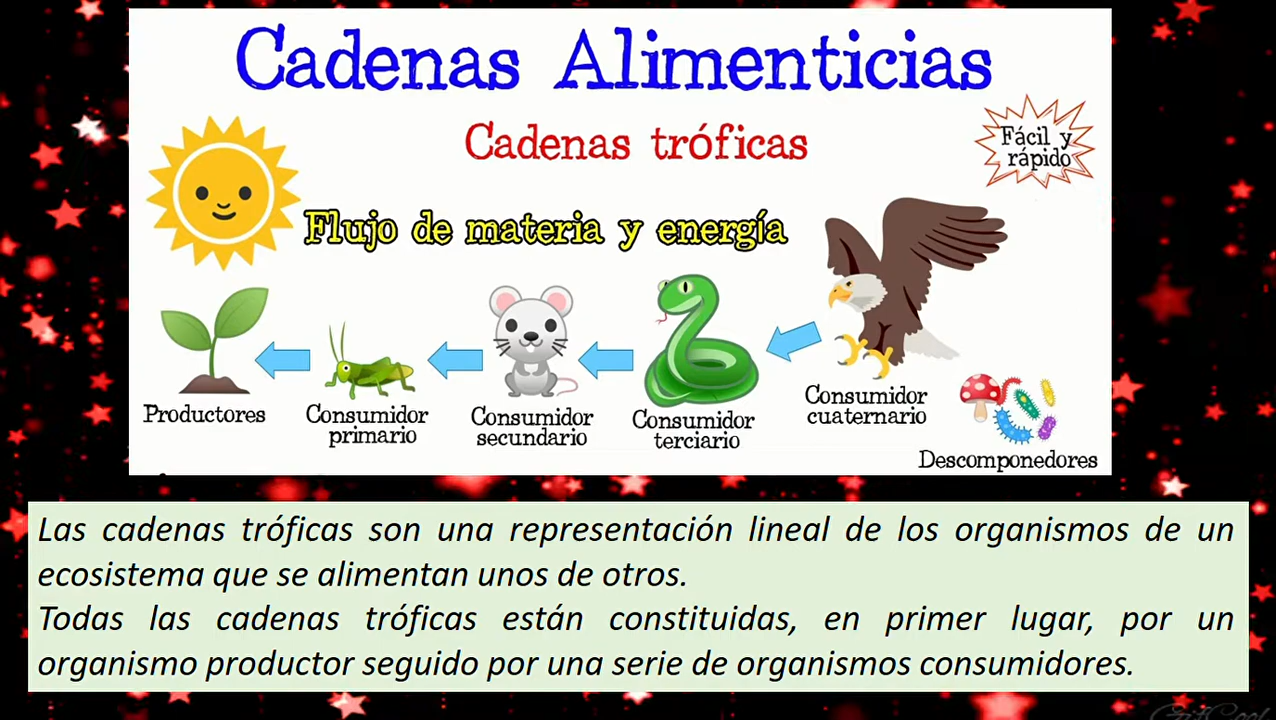 Cadenas Alimenticias
Cadenas tróficas
Fácil y
rápido
Flujo de materia y energía
Productores
Consumidor
primario
Consumidor
secundario
Consumidor
terciario
Consumidor
cuaternario
Descomponedores
Las cadenas tróficas son una representación lineal de los organismos de un
ecosistema que se alimentan unos de otros.
Todas las cadenas tróficas están constituidas, en primer lugar, por un
organismo productor seguido por una serie de organismos consumidores.